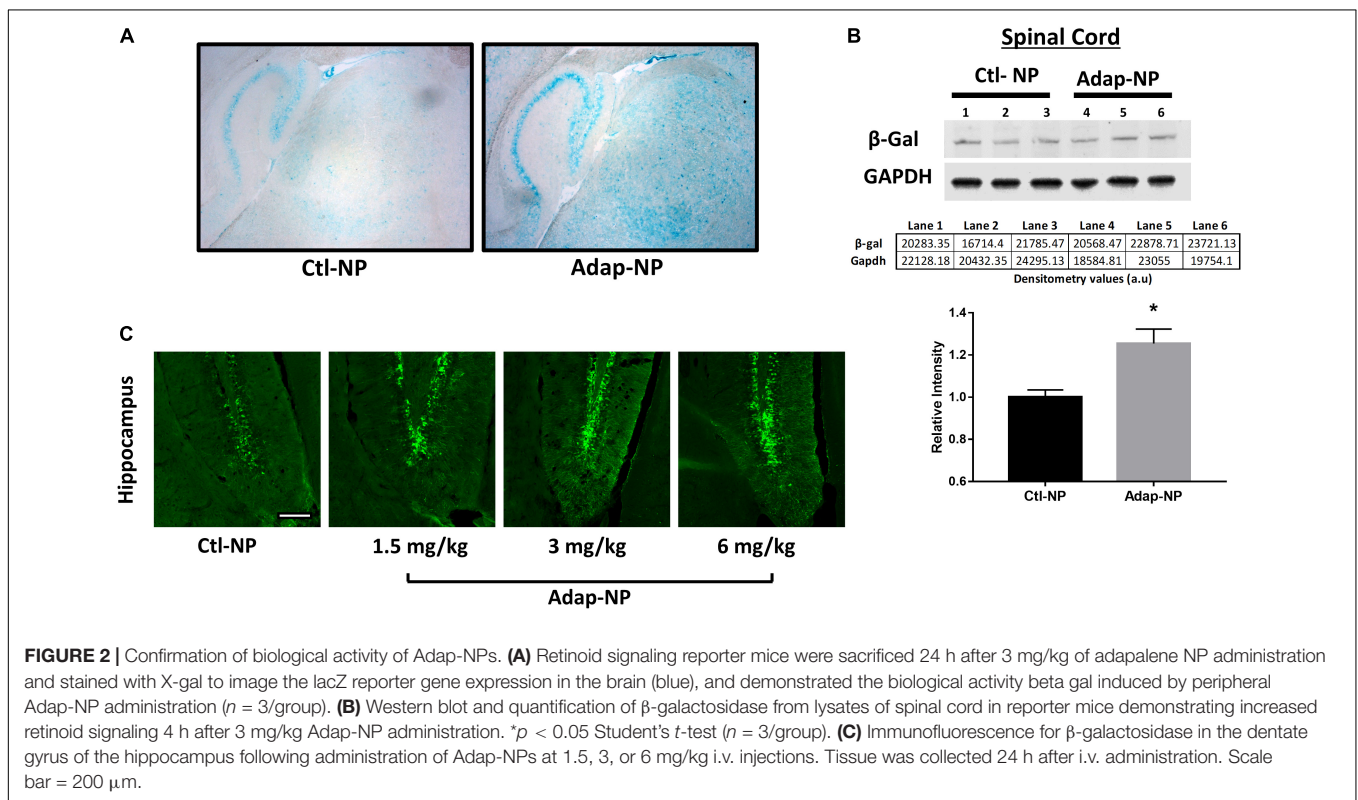 A
Ctl-NP
Adap-NP
B
Spinal Cord
Ctl- NP Adap-NP
1 2 3 4 5 6
β-Gal
GAPDH
Lane 1 Lane 2 Lane 3 Lane 4 Lane 5 Lane 6
β-gal 20283.35 16714.4 21785.47 20568.47 22878.71 23721.13
Gapdh 22128.18 20432.35 24295.13 18584.81 23055 19754.1
Densitometry values (a.u)
1.4
1.2
1.0
0.8
0.6
Relative Intensity
*
Ctl-NP Adap-NP
C
Hippocampus
Ctl-NP 1.5 mg/kg 3 mg/kg 6 mg/kg
Adap-NP
FIGURE 2 | Confirmation of biological activity of Adap-NPs. (A) Retinoid signaling reporter mice were sacrificed 24 h after 3 mg/kg of adapalene NP administration
and stained with X-gal to image the lacZ reporter gene expression in the brain (blue), and demonstrated the biological activity beta gal induced by peripheral
Adap-NP administration (n = 3/group). (B) Western blot and quantification of β-galactosidase from lysates of spinal cord in reporter mice demonstrating increased
retinoid signaling 4 h after 3 mg/kg Adap-NP administration. *p < 0.05 Student's t-test (n = 3/group). (C) Immunofluorescence for β-galactosidase in the dentate
gyrus of the hippocampus following administration of Adap-NPs at 1.5, 3, or 6 mg/kg i.v. injections. Tissue was collected 24 h after i.v. administration. Scale
bar = 200 μm.